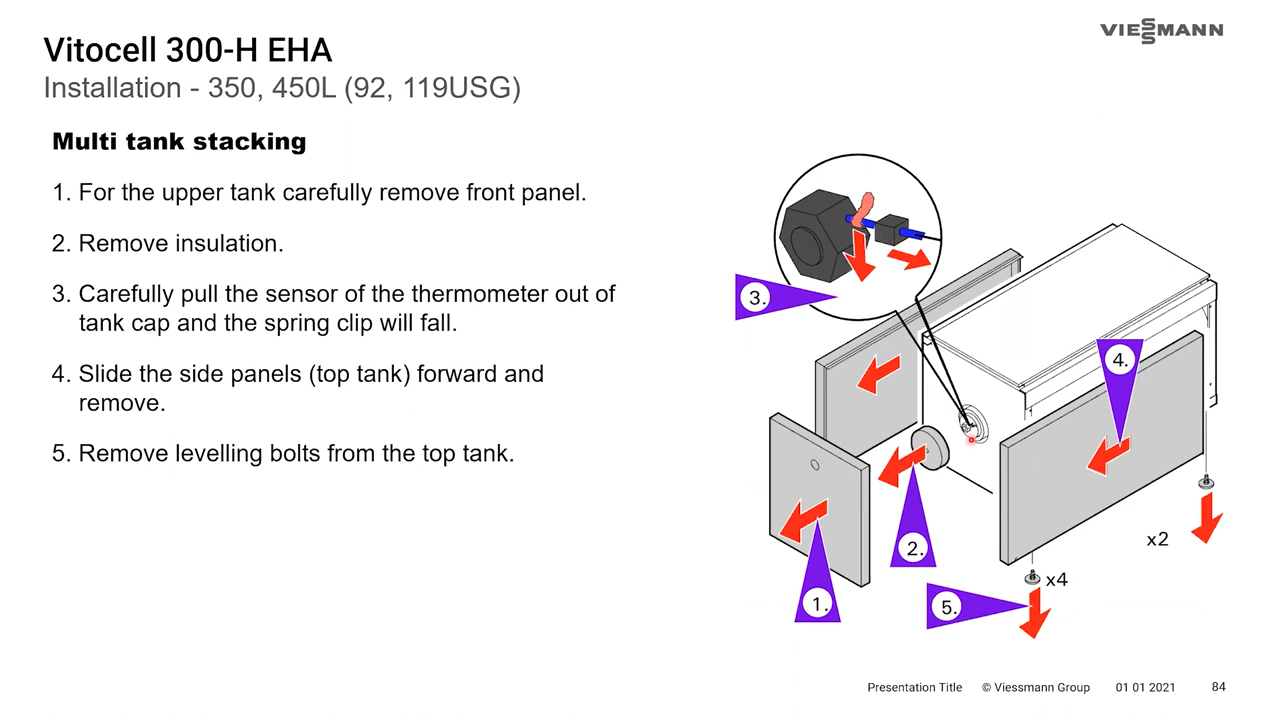 VIESSMANN
Vitocell 300-H EHA
Installation - 350, 450L (92, 119USG)
Multi tank stacking
1. For the upper tank carefully remove front panel.
2. Remove insulation.
3. Carefully pull the sensor of the thermometer out of
tank cap and the spring clip will fall.
4. Slide the side panels (top tank) forward and
remove.
5. Remove levelling bolts from the top tank.
3.
4.
2.
x2
x4
1.
5.
Presentation Title © Viessmann Group 01 01 2021 84